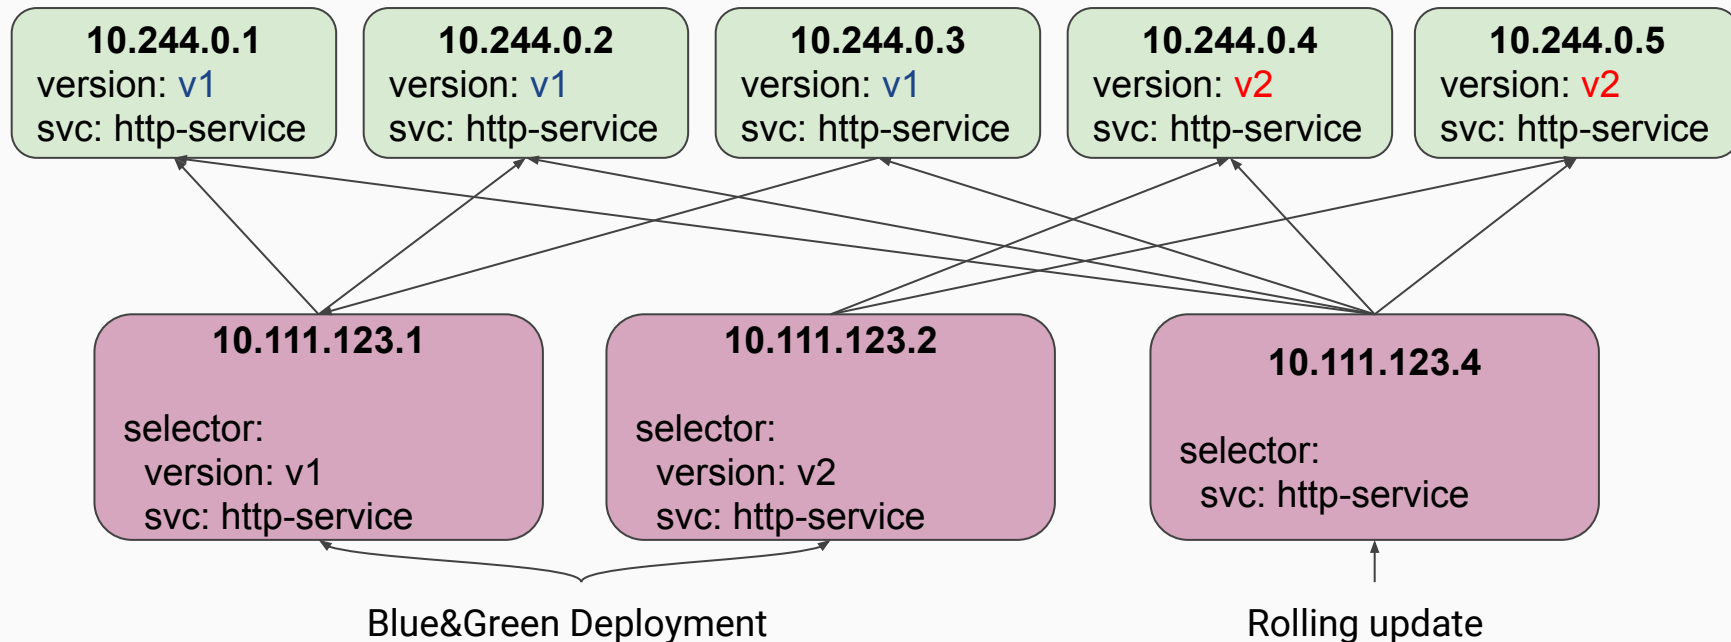 10.244.0.1
version: v1
svc: http-service
10.244.0.2
version: v1
svc: http-service
10.244.0.3
version: v1
svc: http-service
10.244.0.4
version: v2
svc: http-service
10.244.0.5
version: v2
svc: http-service
10.111.123.1
selector:
version: v1
svc: http-service
10.111.123.2
selector:
version: v2
svc: http-service
10.111.123.4
selector:
svc: http-service
Blue&Green Deployment
Rolling update